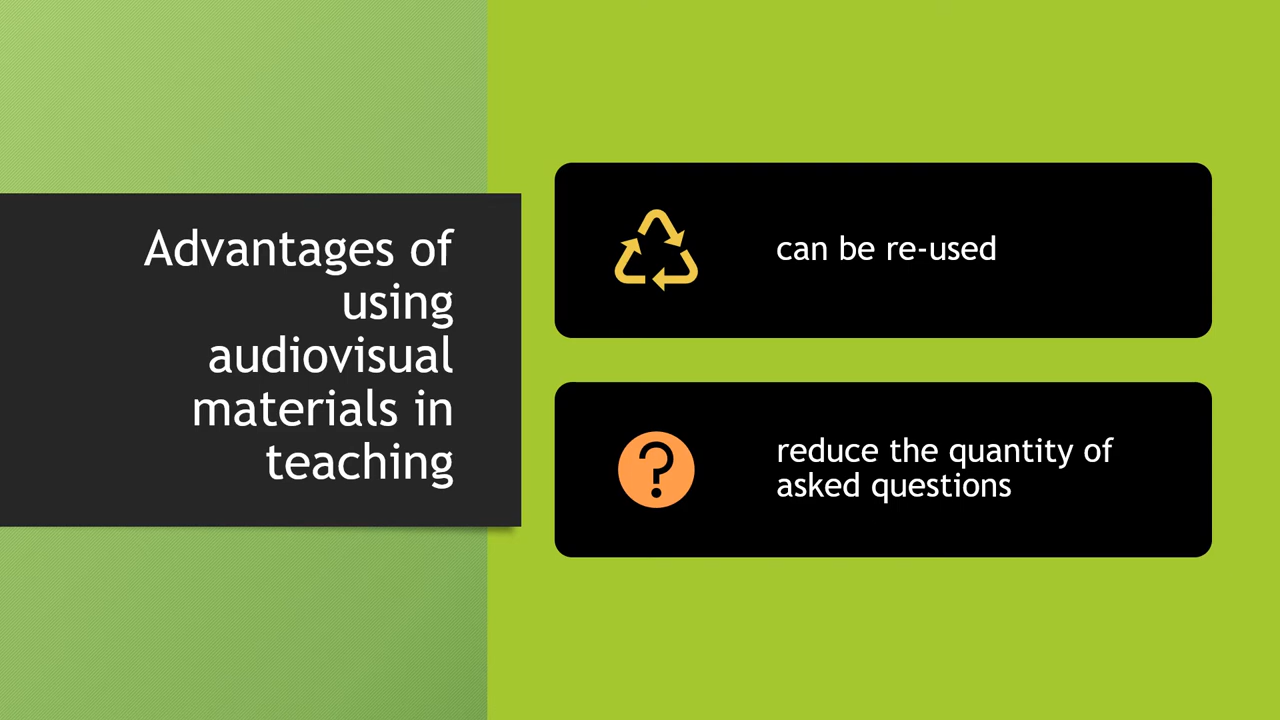 Advantages of
using
audiovisual
materials in
teaching
can be re-used
reduce the quantity of
asked questions